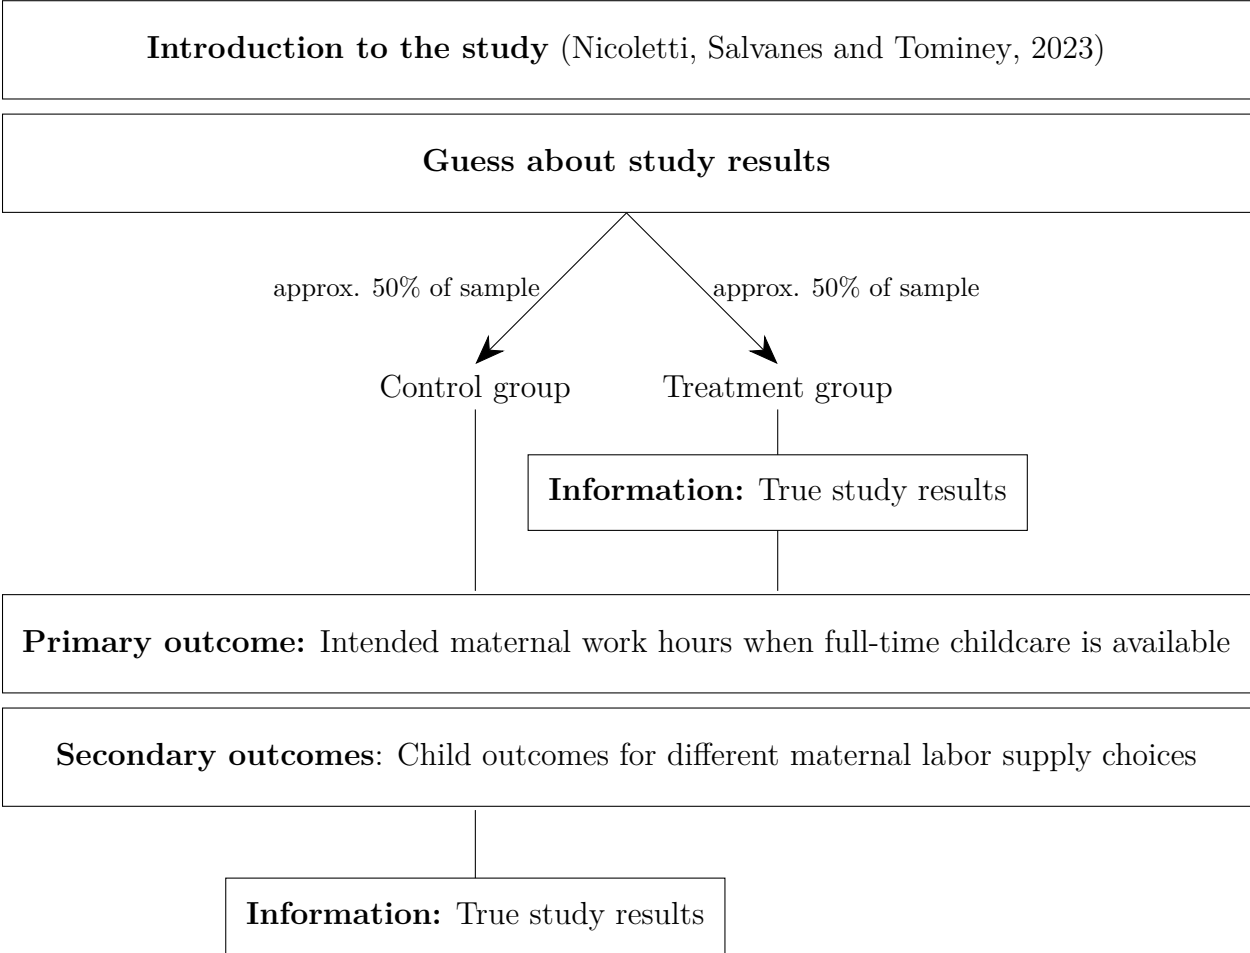 Introduction to the study (Nicoletti, Salvanes and Tominey, 2023)
Guess about study results
approx. 50% of sample
approx. 50% of sample
Control group
Treatment group
Information: True study results
Primary outcome: Intended maternal work hours when full-time childcare is available
Secondary outcomes: Child outcomes for different maternal labor supply choices
Information: True study results